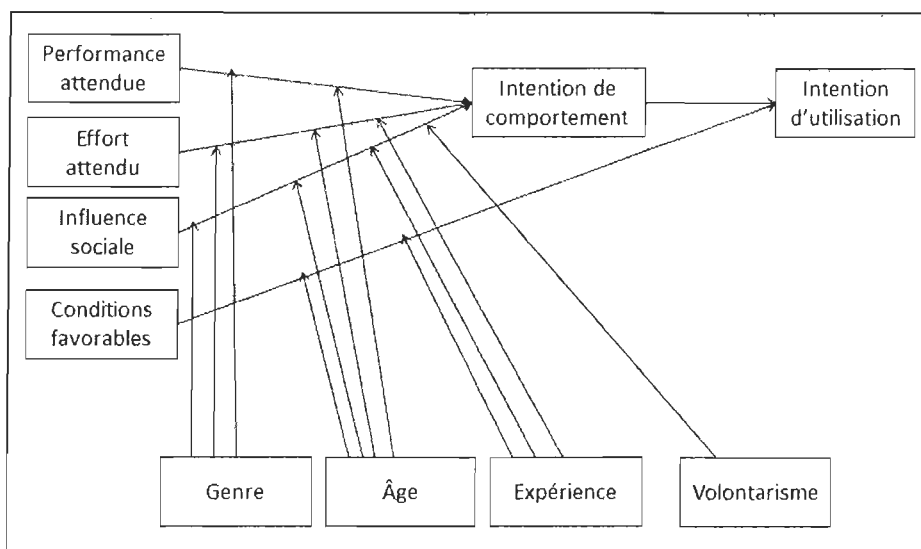 Performance
attendue
Effort
attendu
Influence
sociale
Conditions
favorables
Intention de
comportement
Intention
d'utilisation
Genre
Âge
Expérience
Volontarisme